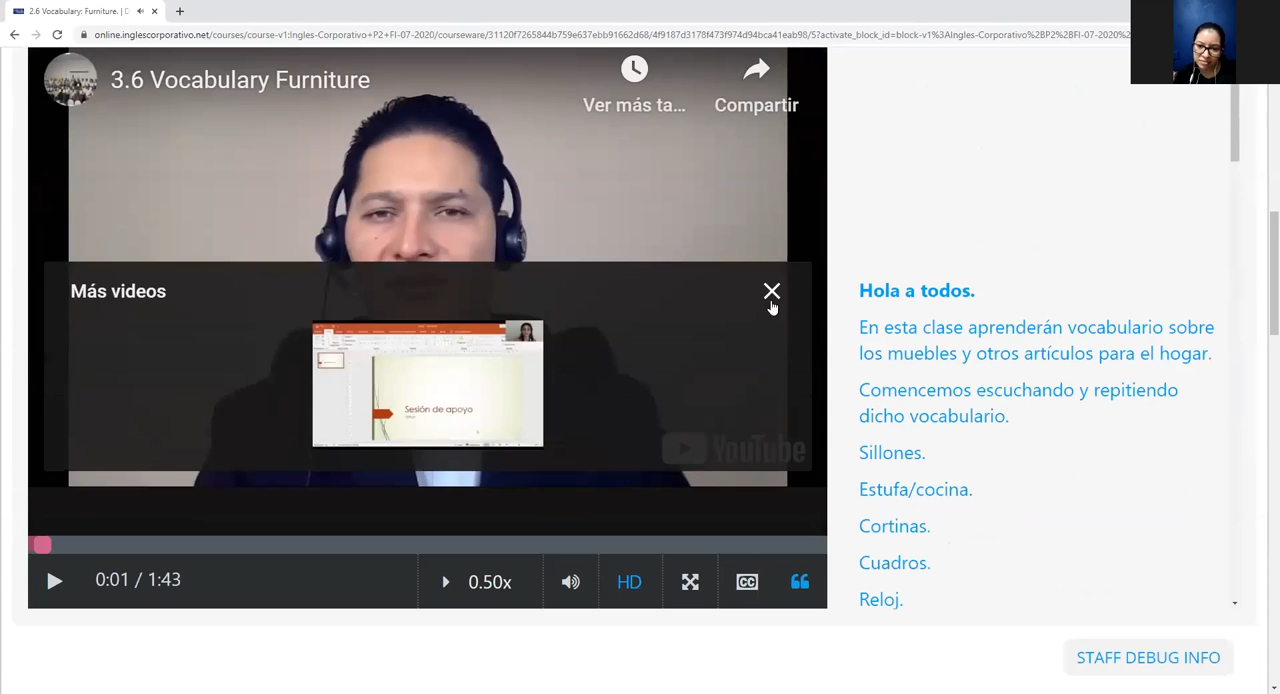 2.6 Vocabulary: Furniture. | D
online.inglescorporativo.net/courses/course-v1:Ingles-Corporativo+P2+FI-07-2020/courseware/31120f7265844b759e637ebb91662d68/4f9187d3178f473f974d94bca41eab98/5?activate_block_id=block-v1%3AIngles-Corporativo%2BP2%2BFI-07-2020%2
3.6 Vocabulary Furniture
Ver más ta...
Compartir
Más videos
Sesión de apoyo
YouTube
0:01 / 1:43
0.50x
HD
CC
Hola a todos.
En esta clase aprenderán vocabulario sobre
los muebles y otros artículos para el hogar.
Comencemos escuchando y repitiendo
dicho vocabulario.
Sillones.
Estufa/cocina.
Cortinas.
Cuadros.
Reloj.
STAFF DEBUG INFO